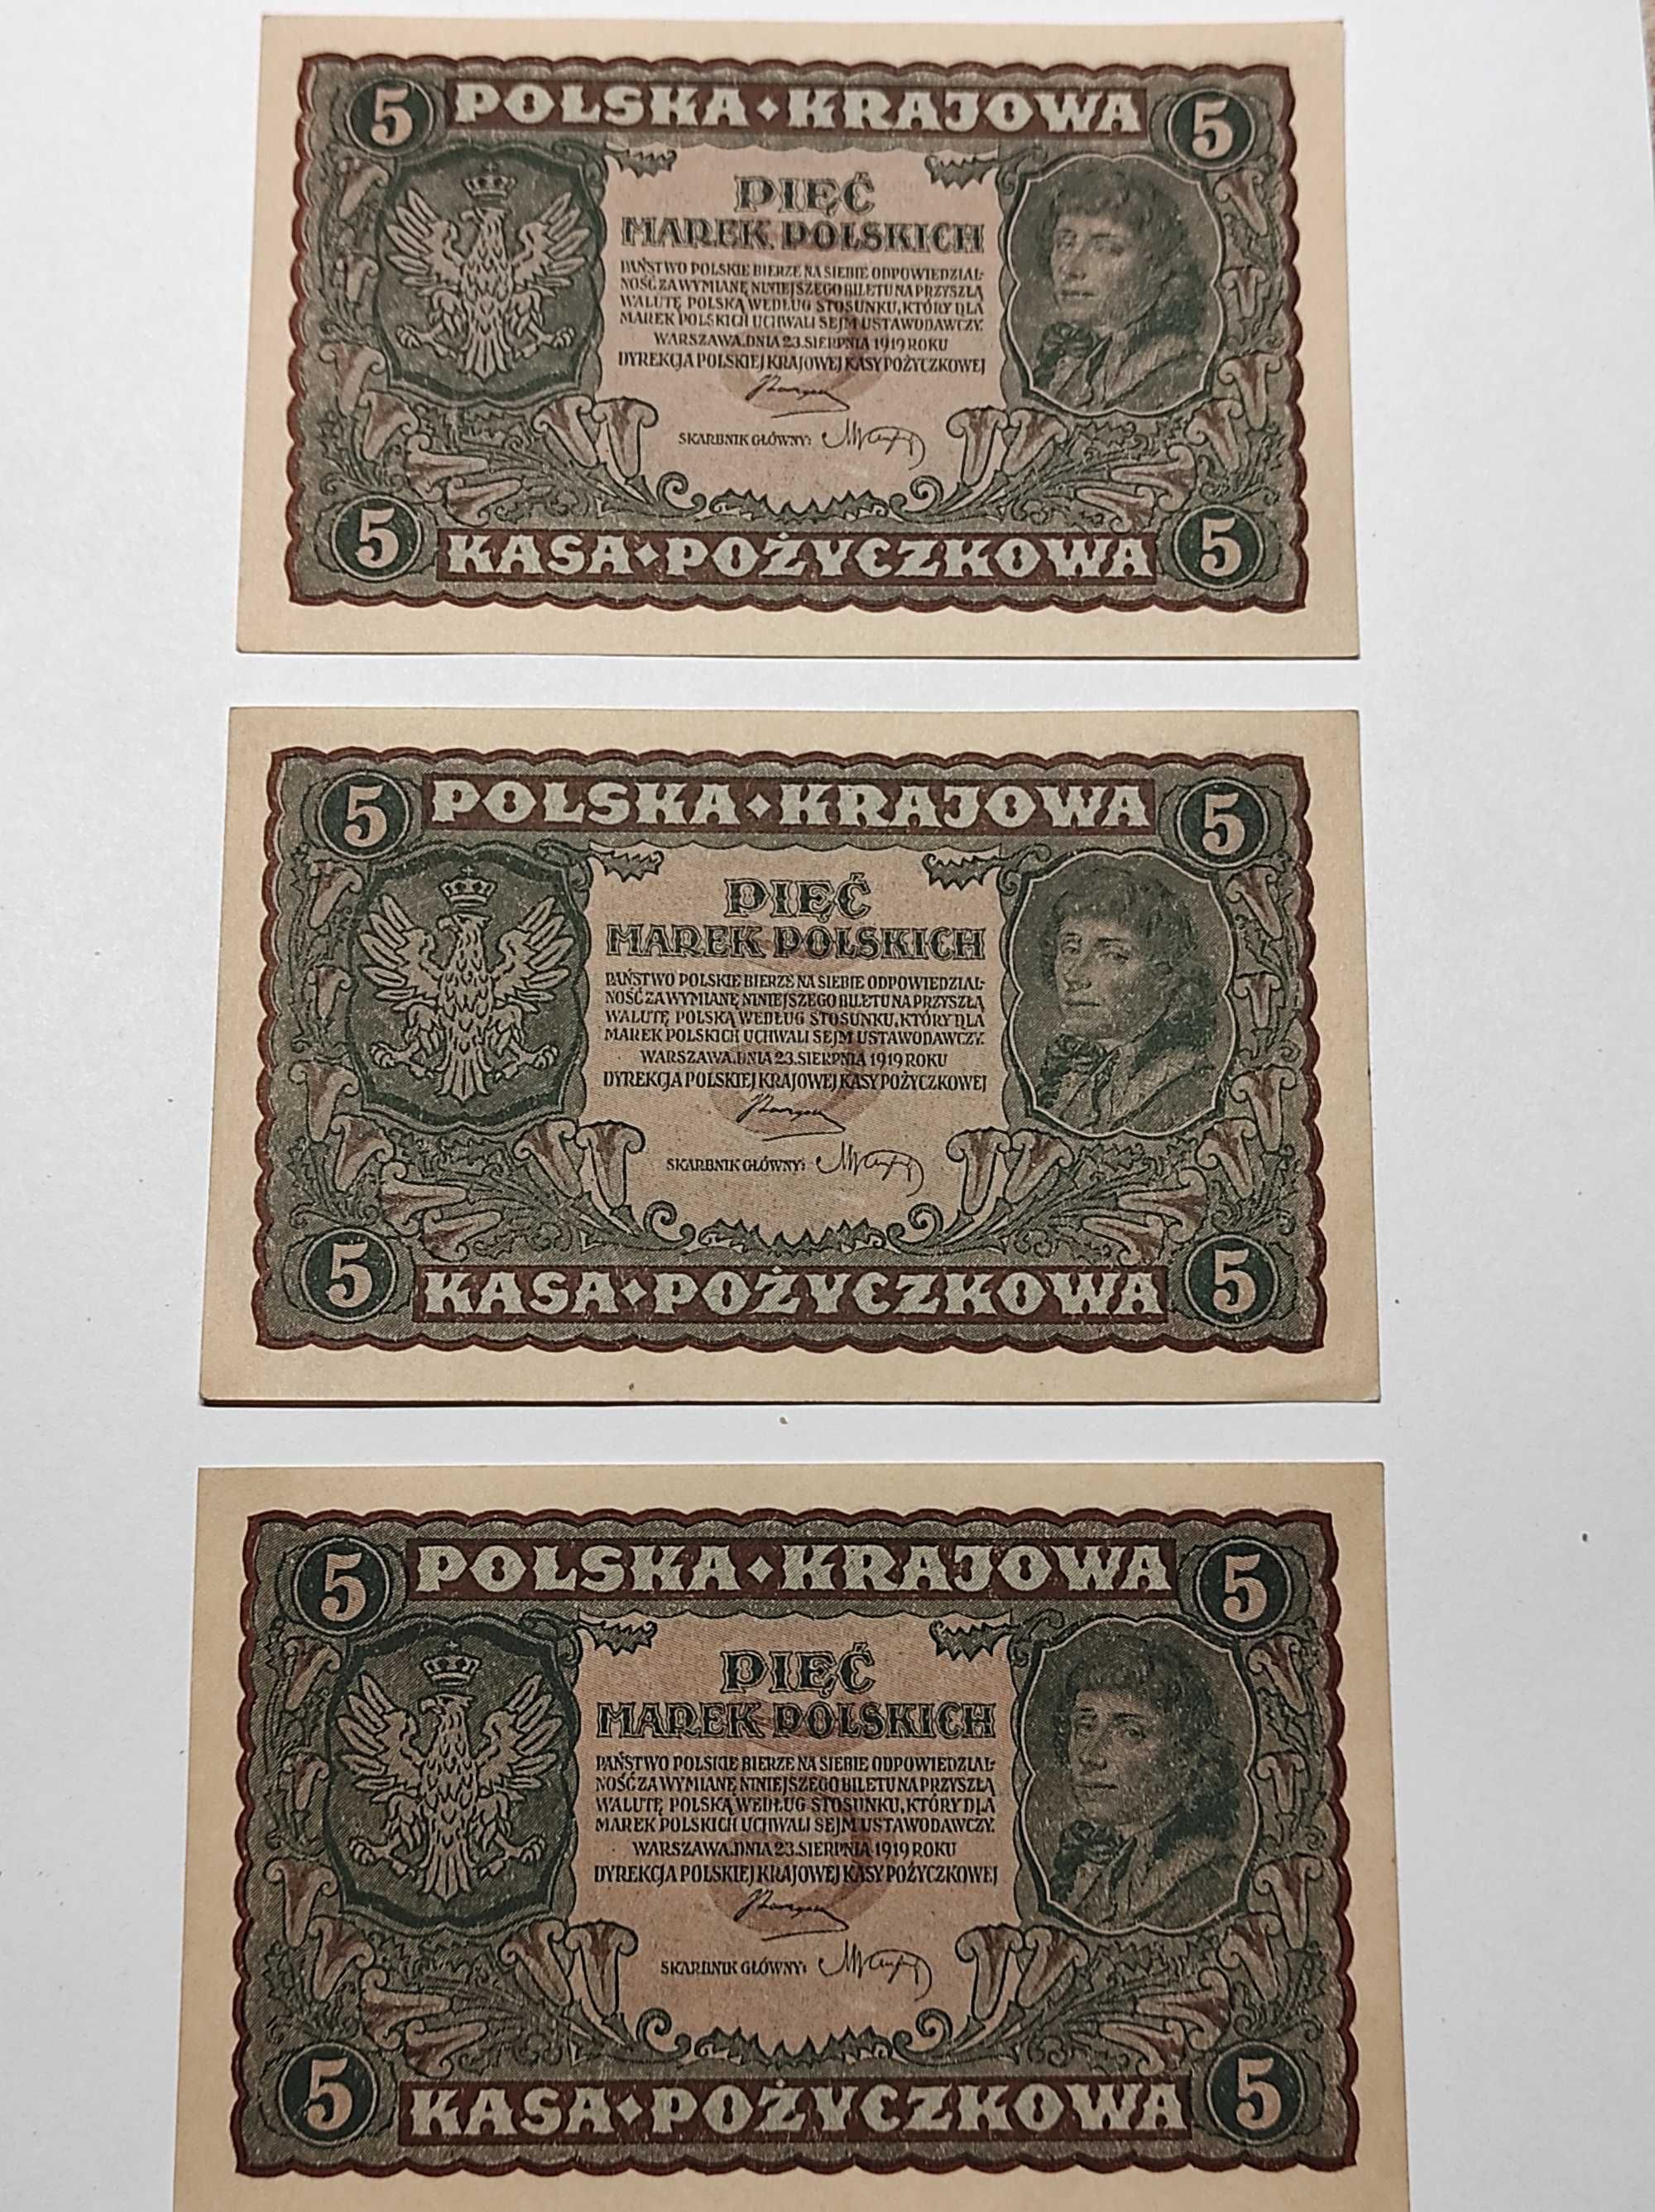 5 POLSKA • KRAJOWA 5
PIĘĆ
MAREK POLSKICH
PAŃSTWO POLSKIE BIERZE NA SIEBIE ODPOWIEDZIAL-
NOŚĆ ZA WYMIANĘ NINIEJSZEGO BILETU NA PRZYSZŁĄ
WALUTĘ POLSKĄ WEDŁUG STOSUNKU, KTÓRY DLA
MAREK POLSKICH UCHWALI SEJM USTAWODAWCZY.
WARSZAWA, DNIA 23. SIERPNIA 1919 ROKU
DYREKCJA POLSKIEJ KRAJOWEJ KASY POŻYCZKOWEJ
SKARBNIK GŁÓWNY:
5 KASA • POŻYCZKOWA 5
5 POLSKA • KRAJOWA 5
PIĘĆ
MAREK POLSKICH
PAŃSTWO POLSKIE BIERZE NA SIEBIE ODPOWIEDZIAL-
NOŚĆ ZA WYMIANĘ NINIEJSZEGO BILETU NA PRZYSZŁĄ
WALUTĘ POLSKĄ WEDŁUG STOSUNKU, KTÓRY DLA
MAREK POLSKICH UCHWALI SEJM USTAWODAWCZY.
WARSZAWA, DNIA 23. SIERPNIA 1919 ROKU
DYREKCJA POLSKIEJ KRAJOWEJ KASY POŻYCZKOWEJ
SKARBNIK GŁÓWNY:
5 KASA • POŻYCZKOWA 5
5 POLSKA • KRAJOWA 5
PIĘĆ
MAREK POLSKICH
PAŃSTWO POLSKIE BIERZE NA SIEBIE ODPOWIEDZIAL-
NOŚĆ ZA WYMIANĘ NINIEJSZEGO BILETU NA PRZYSZŁĄ
WALUTĘ POLSKĄ WEDŁUG STOSUNKU, KTÓRY DLA
MAREK POLSKICH UCHWALI SEJM USTAWODAWCZY.
WARSZAWA, DNIA 23. SIERPNIA 1919 ROKU
DYREKCJA POLSKIEJ KRAJOWEJ KASY POŻYCZKOWEJ
SKARBNIK GŁÓWNY:
5 KASA • POŻYCZKOWA 5